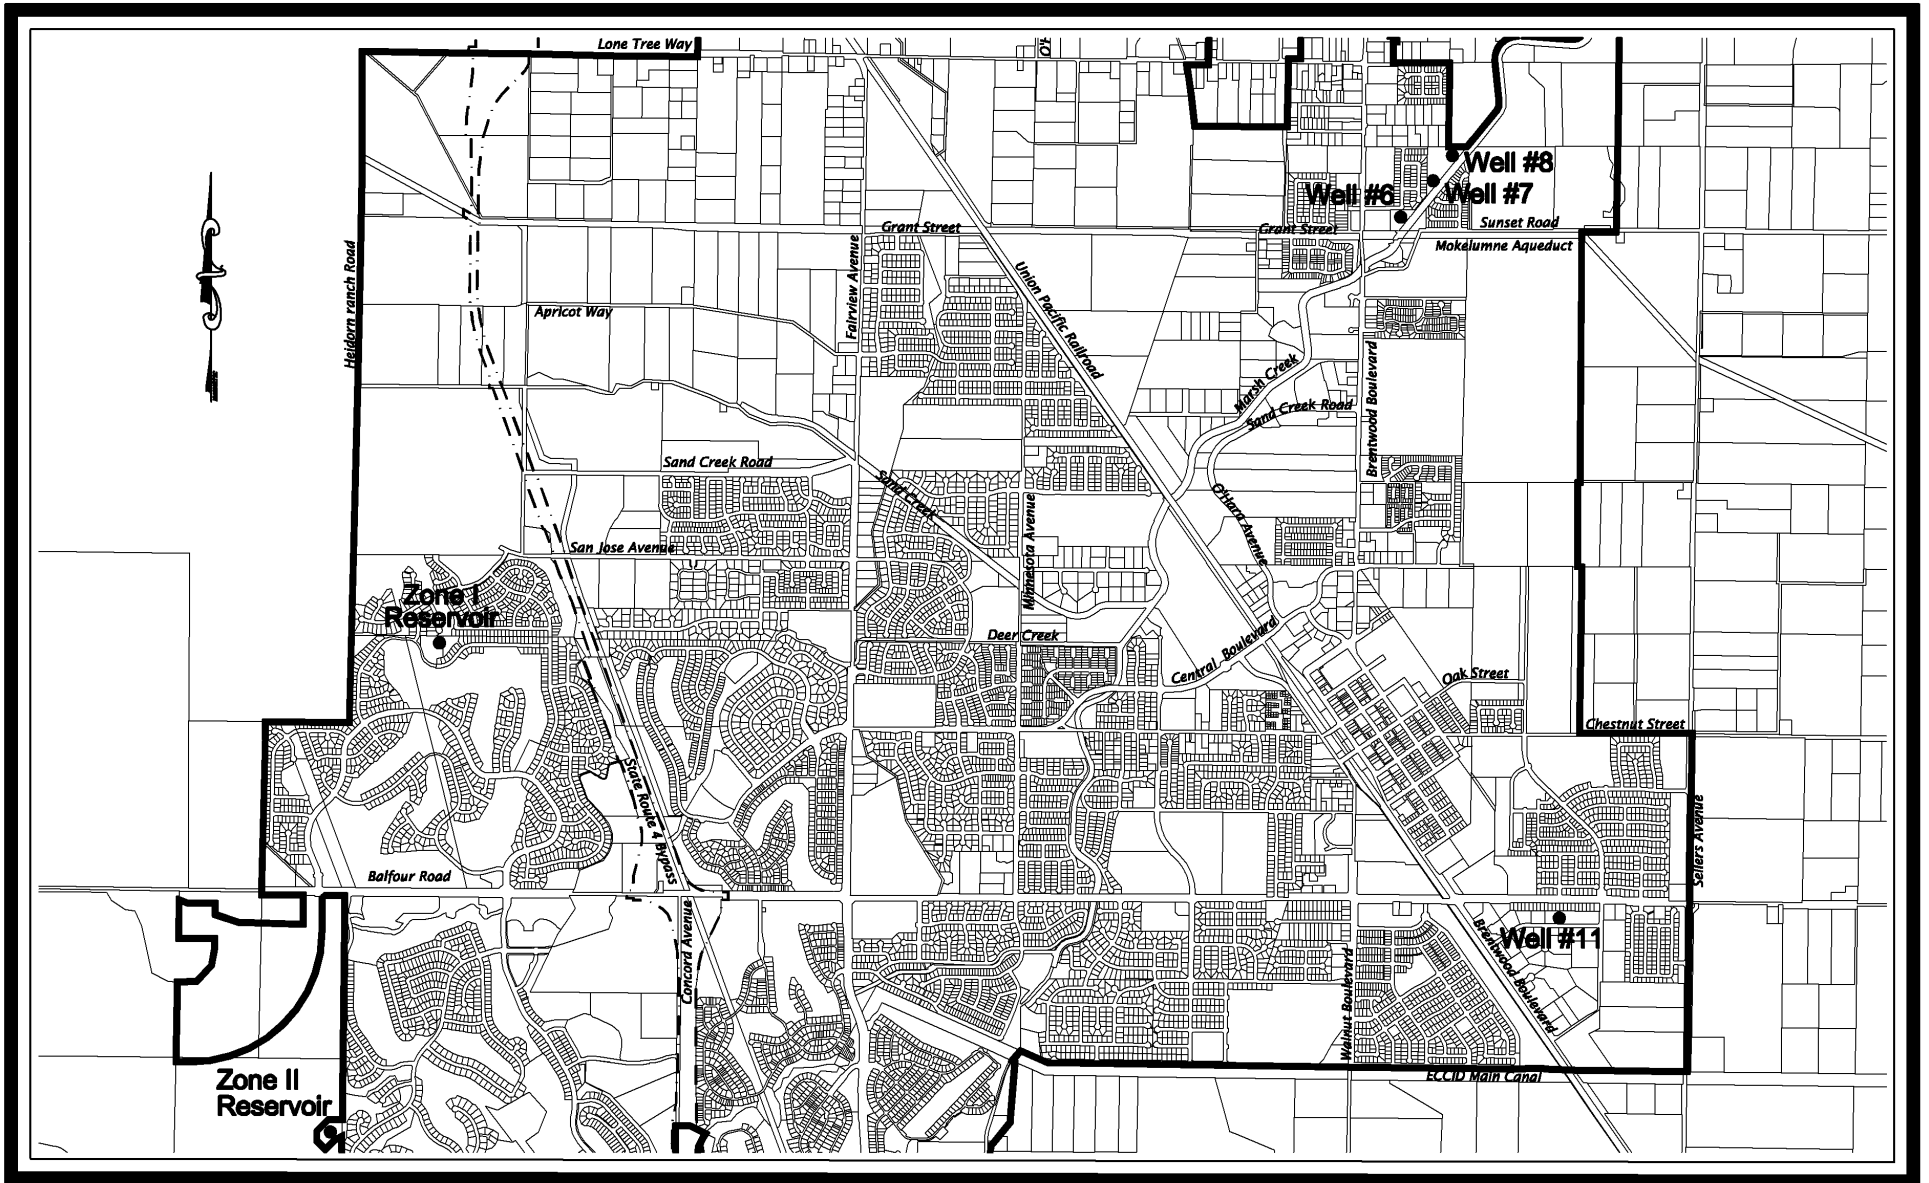 Lone Tree Way
O'H
Well #8
Well #6
Well #7
Sunset Road
Grant Street
Grant Street
Mokelumne Aqueduct
Heidorn ranch Road
Fairview Avenue
Union Pacific Railroad
Apricot Way
Marsh Creek
Sand Creek Road
Brentwood Boulevard
Sand Creek Road
Sand Creek
O'Hara Avenue
Minnesota Avenue
San Jose Avenue
Zone I
Reservoir
Deer Creek
Central Boulevard
Oak Street
Chestnut Street
State Route 4 Bypass
Sellers Avenue
Balfour Road
Concord Avenue
Walnut Boulevard
Brentwood Boulevard
Well #11
Zone II
Reservoir
ECCID Main Canal